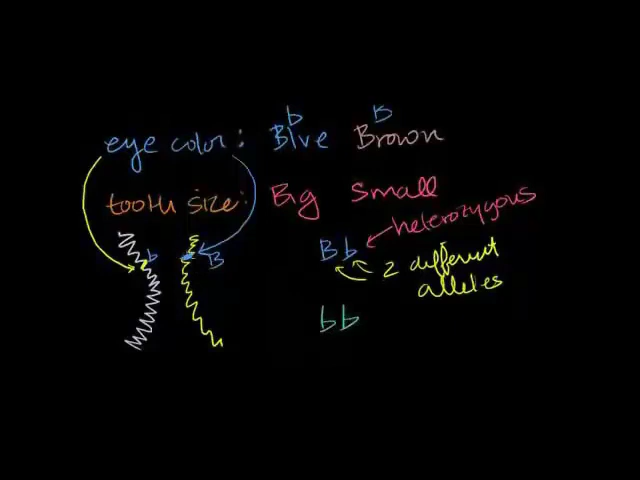 b B
eye color: Blue Brown
tooth size: Big small
heterozygous
b B
Bb
2 different
alleles
bb